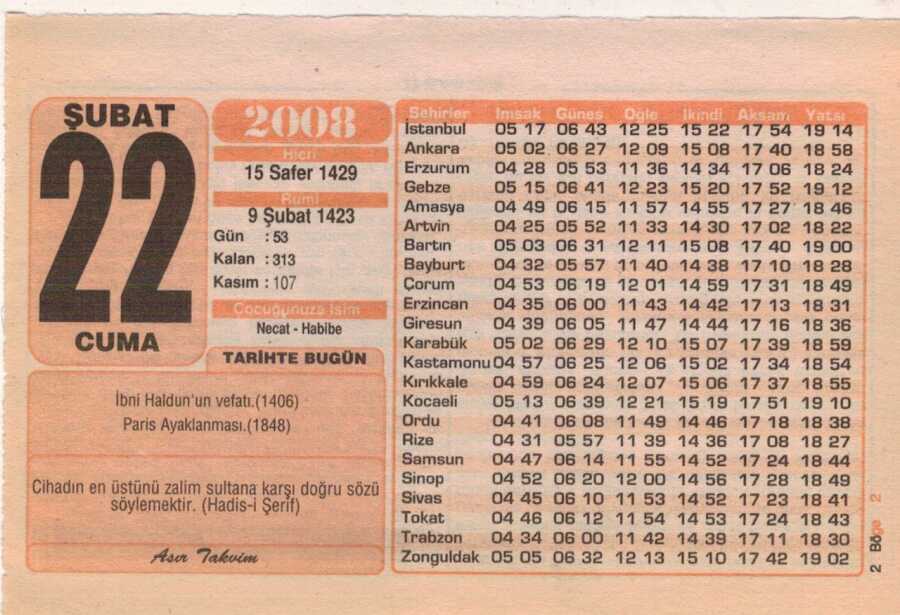 ŞUBAT
22
CUMA
2008
Hicri
15 Safer 1429
Rumi
9 Şubat 1423
Gün : 53
Kalan : 313
Kasım : 107
Çocuğunuza İsim
Necat - Habibe
TARİHTE BUGÜN
İbni Haldun'un vefatı.(1406)
Paris Ayaklanması.(1848)
Cihadın en üstünü zalim sultana karşı doğru sözü
söylemektir. (Hadis-i Şerif)
Asır Takvim
Şehirler İmsak Güneş Öğle İkindi Akşam Yatsı
İstanbul 05 17 06 43 12 25 15 22 17 54 19 14
Ankara 05 02 06 27 12 09 15 08 17 40 18 58
Erzurum 04 28 05 53 11 36 14 34 17 06 18 24
Gebze 05 15 06 41 12 23 15 20 17 52 19 12
Amasya 04 49 06 15 11 57 14 55 17 27 18 46
Artvin 04 25 05 52 11 33 14 30 17 02 18 22
Bartın 05 03 06 31 12 11 15 08 17 40 19 00
Bayburt 04 32 05 57 11 40 14 38 17 10 18 28
Çorum 04 53 06 19 12 01 14 59 17 31 18 49
Erzincan 04 35 06 00 11 43 14 42 17 13 18 31
Giresun 04 39 06 05 11 47 14 44 17 16 18 36
Karabük 05 02 06 29 12 10 15 07 17 39 18 59
Kastamonu 04 57 06 25 12 06 15 02 17 34 18 54
Kırıkkale 04 59 06 24 12 07 15 06 17 37 18 55
Kocaeli 05 13 06 39 12 21 15 19 17 51 19 10
Ordu 04 41 06 08 11 49 14 46 17 18 18 38
Rize 04 31 05 57 11 39 14 36 17 08 18 27
Samsun 04 47 06 14 11 55 14 52 17 24 18 44
Sinop 04 52 06 20 12 00 14 56 17 28 18 49
Sivas 04 45 06 10 11 53 14 52 17 23 18 41
Tokat 04 46 06 12 11 54 14 53 17 24 18 43
Trabzon 04 34 06 00 11 42 14 39 17 11 18 30
Zonguldak 05 05 06 32 12 13 15 10 17 42 19 02